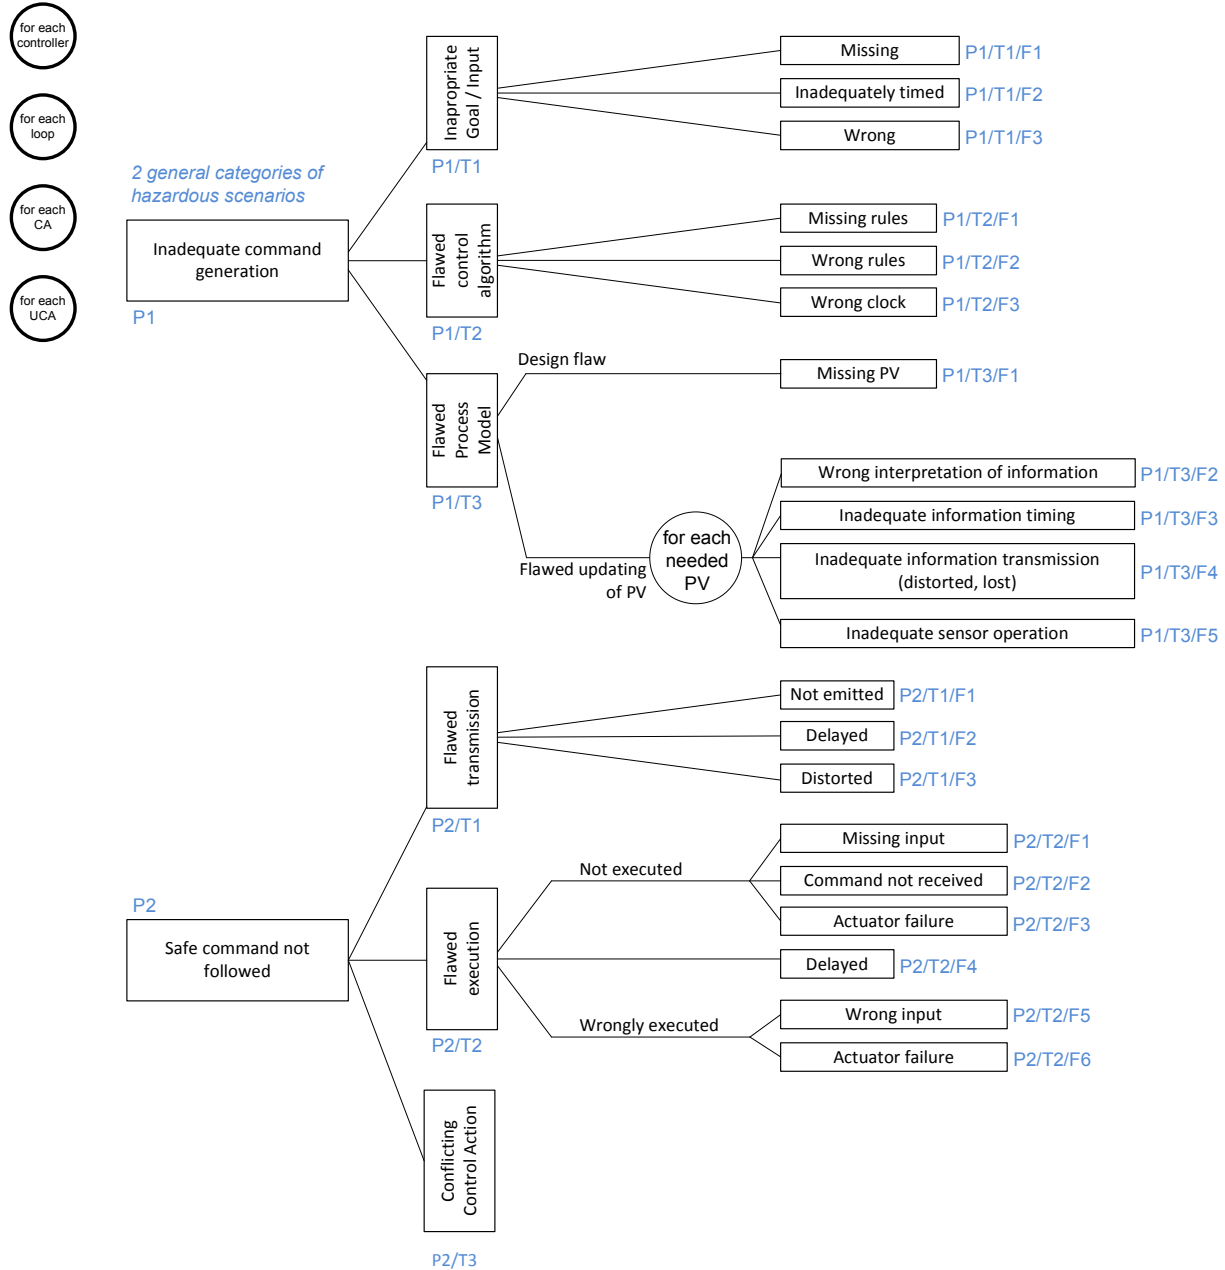 for each
controller
for each
loop
for each
CA
for each
UCA
2 general categories of
hazardous scenarios
Inadequate command
generation
P1
Inapropriate
Goal / Input
P1/T1
Missing
P1/T1/F1
Inadequately timed
P1/T1/F2
Wrong
P1/T1/F3
Flawed
control
algorithm
P1/T2
Missing rules
P1/T2/F1
Wrong rules
P1/T2/F2
Wrong clock
P1/T2/F3
Flawed
Process
Model
P1/T3
Design flaw
Missing PV
P1/T3/F1
Flawed updating
of PV
for each
needed
PV
Wrong interpretation of information
P1/T3/F2
Inadequate information timing
P1/T3/F3
Inadequate information transmission
(distorted, lost)
P1/T3/F4
Inadequate sensor operation
P1/T3/F5
P2
Safe command not
followed
Flawed
transmission
P2/T1
Not emitted
P2/T1/F1
Delayed
P2/T1/F2
Distorted
P2/T1/F3
Flawed
execution
P2/T2
Not executed
Missing input
P2/T2/F1
Command not received
P2/T2/F2
Actuator failure
P2/T2/F3
Delayed
P2/T2/F4
Wrongly executed
Wrong input
P2/T2/F5
Actuator failure
P2/T2/F6
Conflicting
Control Action
P2/T3